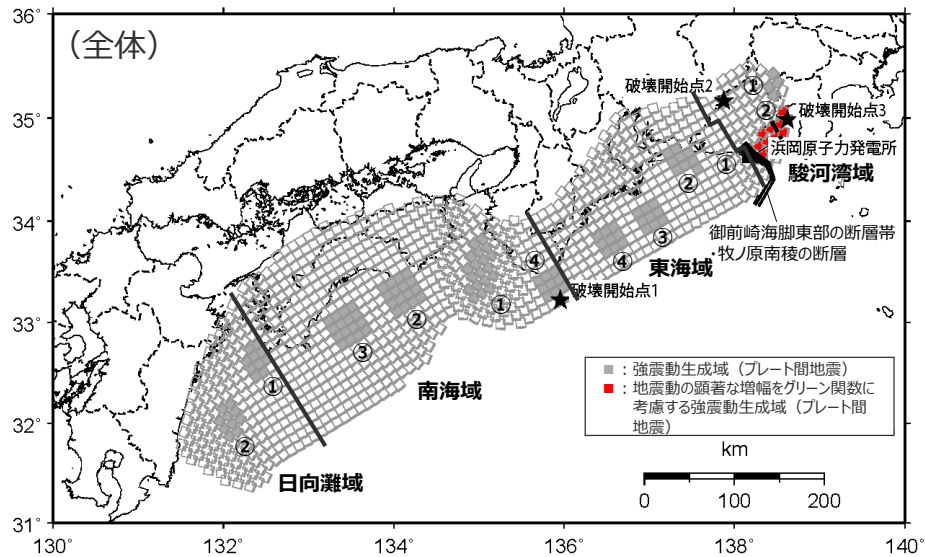 36˚
35˚
34˚
33˚
32˚
31˚
(全体)
破壊開始点2
①
②
破壊開始点3
浜岡原子力発電所
①
駿河湾域
②
御前崎海脚東部の断層帯
・牧ノ原南稜の断層
③
④
④
東海域
破壊開始点1
①
②
③
南海域
①
②
日向灘域
:強震動生成域(プレート間地震)
:地震動の顕著な増幅をグリーン関数に
考慮する強震動生成域(プレート間
地震)
km
0 50 100 150 200
130˚ 132˚ 134˚ 136˚ 138˚ 140˚